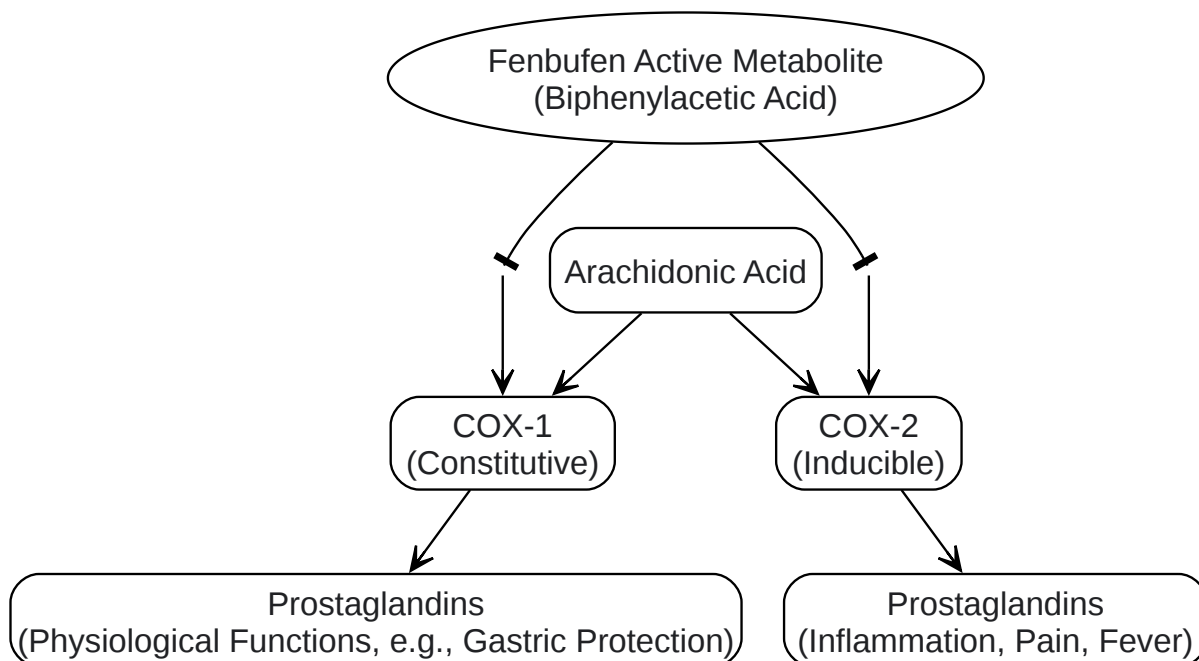 Fenbufen Active Metabolite
(Biphenylacetic Acid)
Arachidonic Acid
COX-1
(Constitutive)
COX-2
(Inducible)
Prostaglandins
(Physiological Functions, e.g., Gastric Protection)
Prostaglandins
(Inflammation, Pain, Fever)